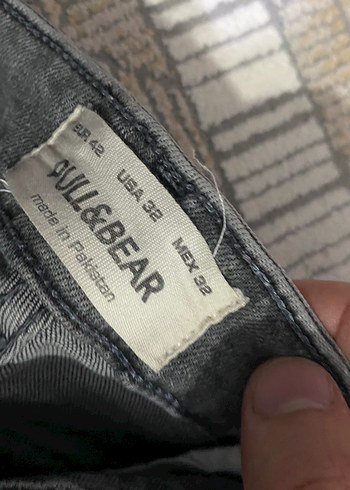 EUR 42 USA 32 MEX 32
PULL&BEAR
made in Pakistan